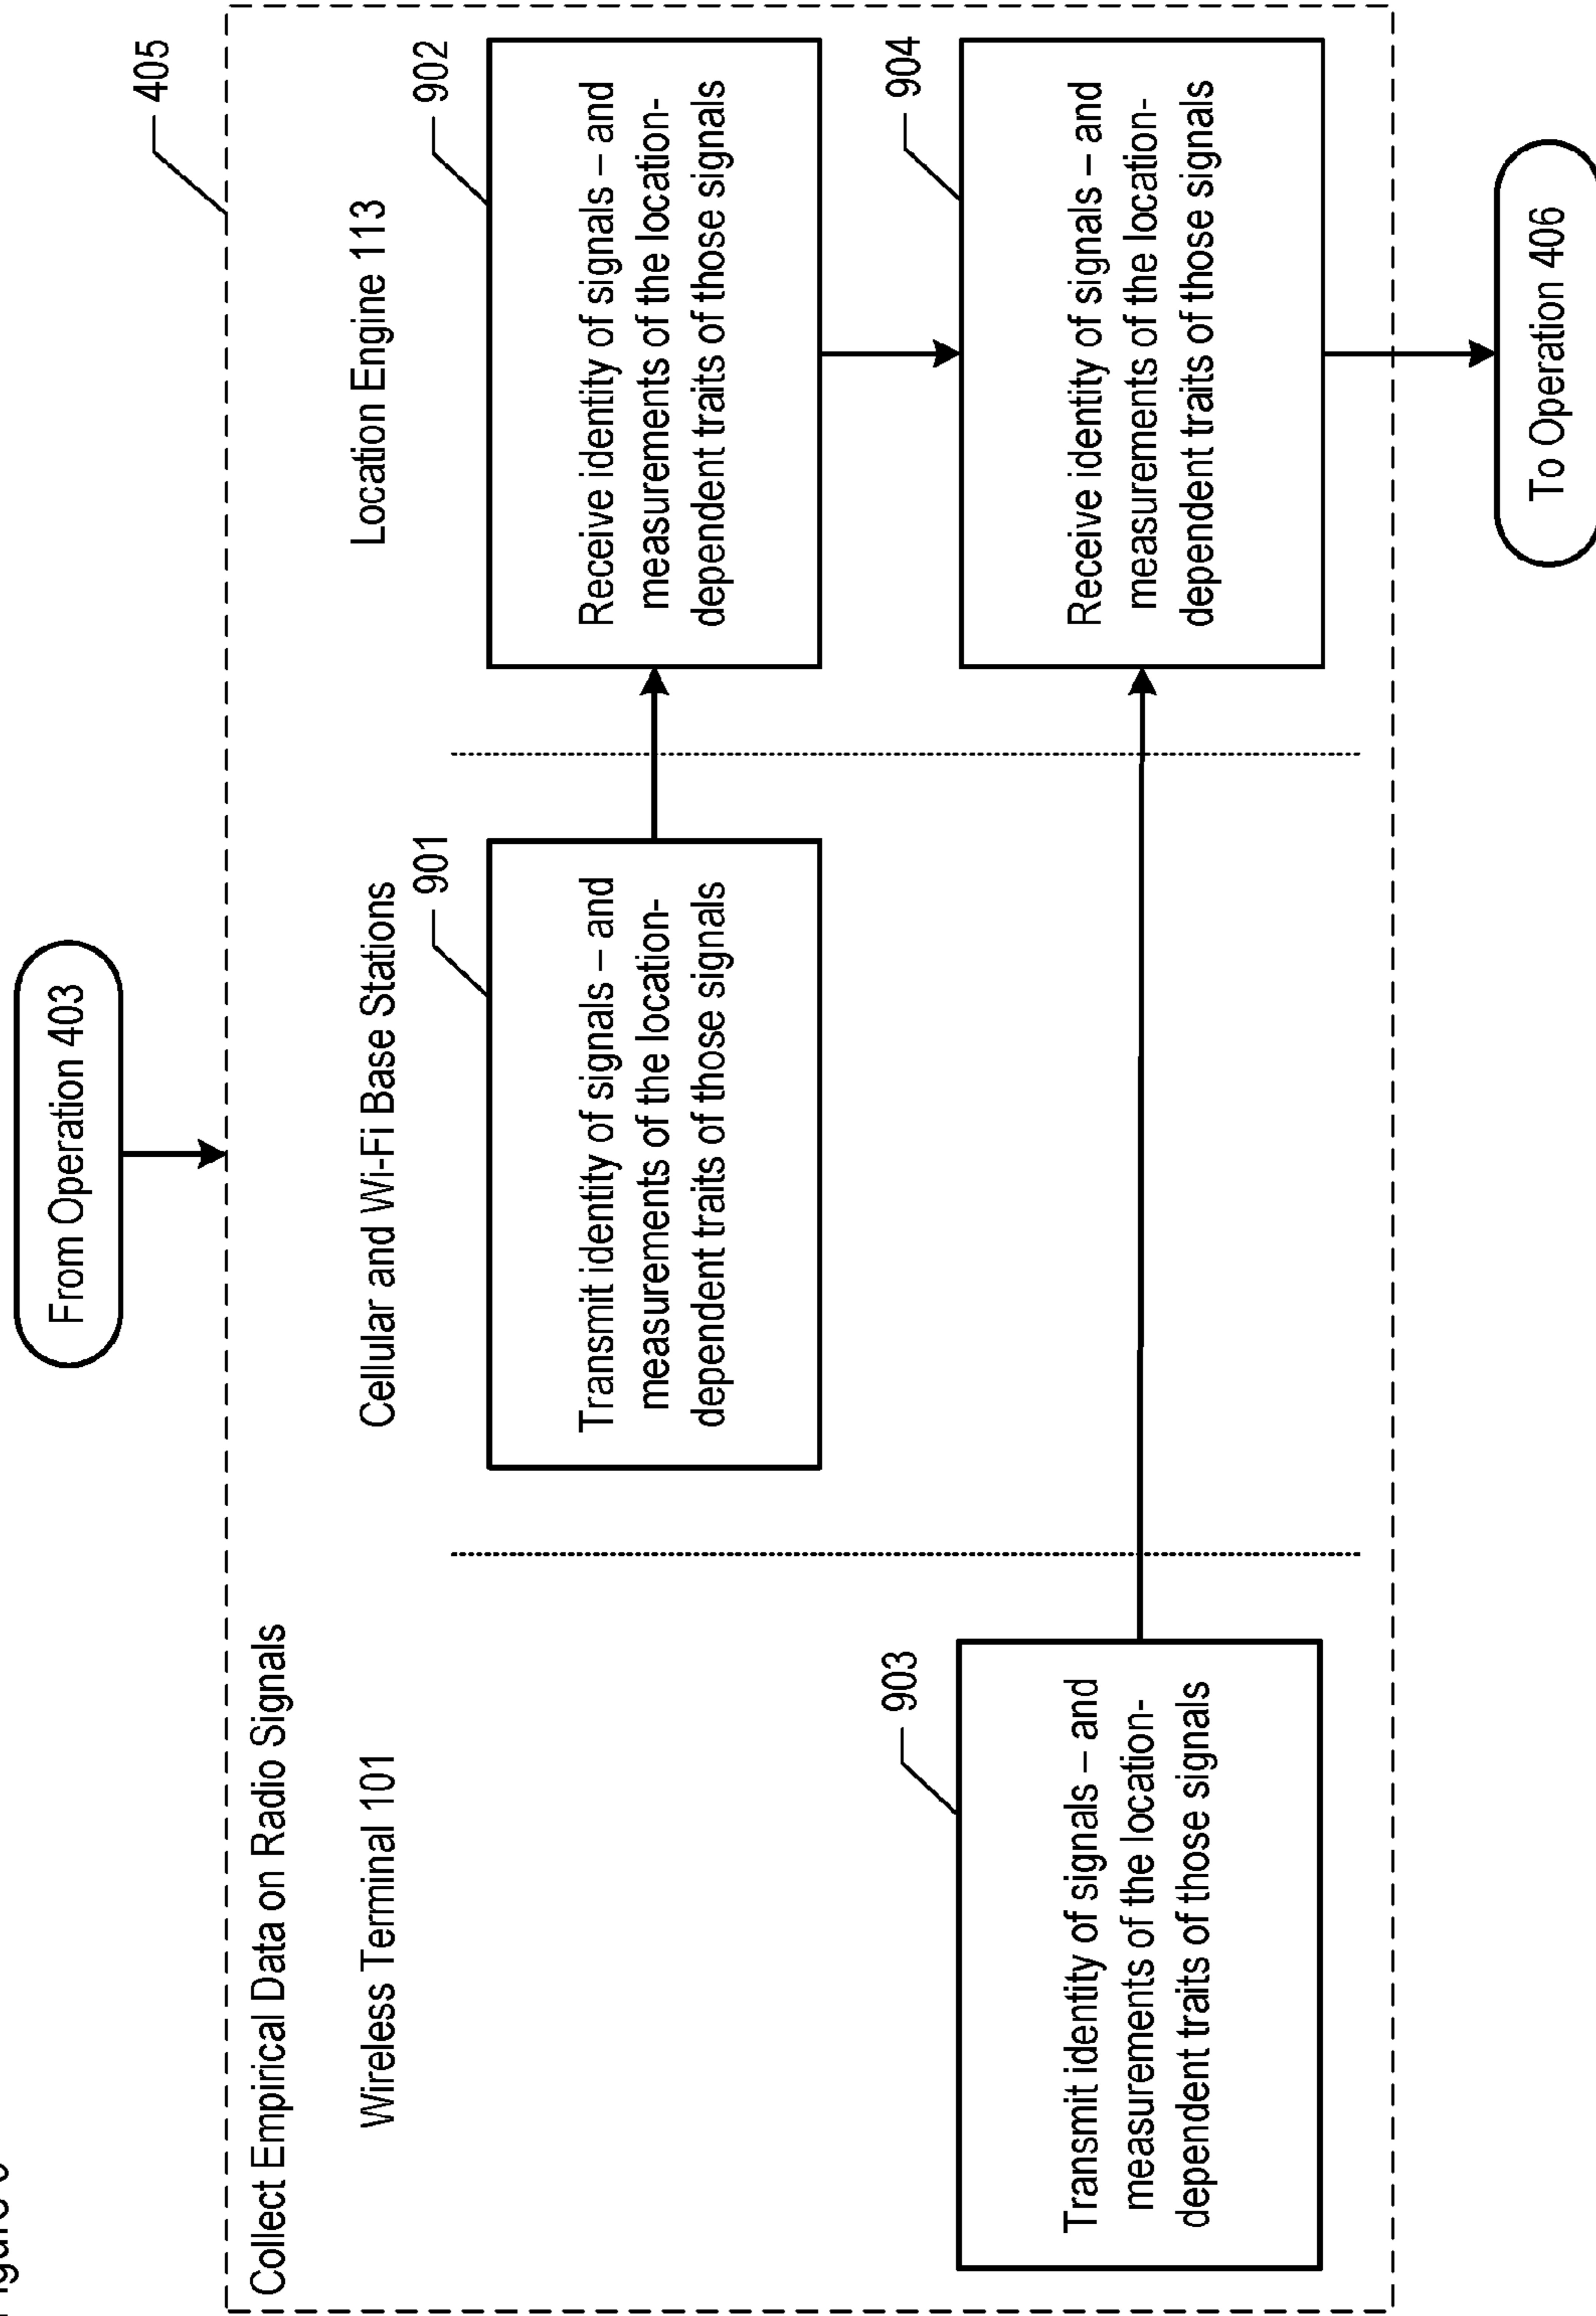 Figure 9
From Operation 403
405
Collect Empirical Data on Radio Signals
Wireless Terminal 101
Cellular and Wi-Fi Base Stations
Location Engine 113
901
Transmit identity of signals – and
measurements of the location-
dependent traits of those signals
902
Receive identity of signals – and
measurements of the location-
dependent traits of those signals
903
Transmit identity of signals – and
measurements of the location-
dependent traits of those signals
904
Receive identity of signals – and
measurements of the location-
dependent traits of those signals
To Operation 406